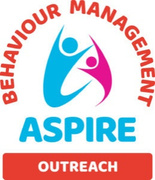 BEHAVIOUR MANAGEMENT
ASPIRE
OUTREACH